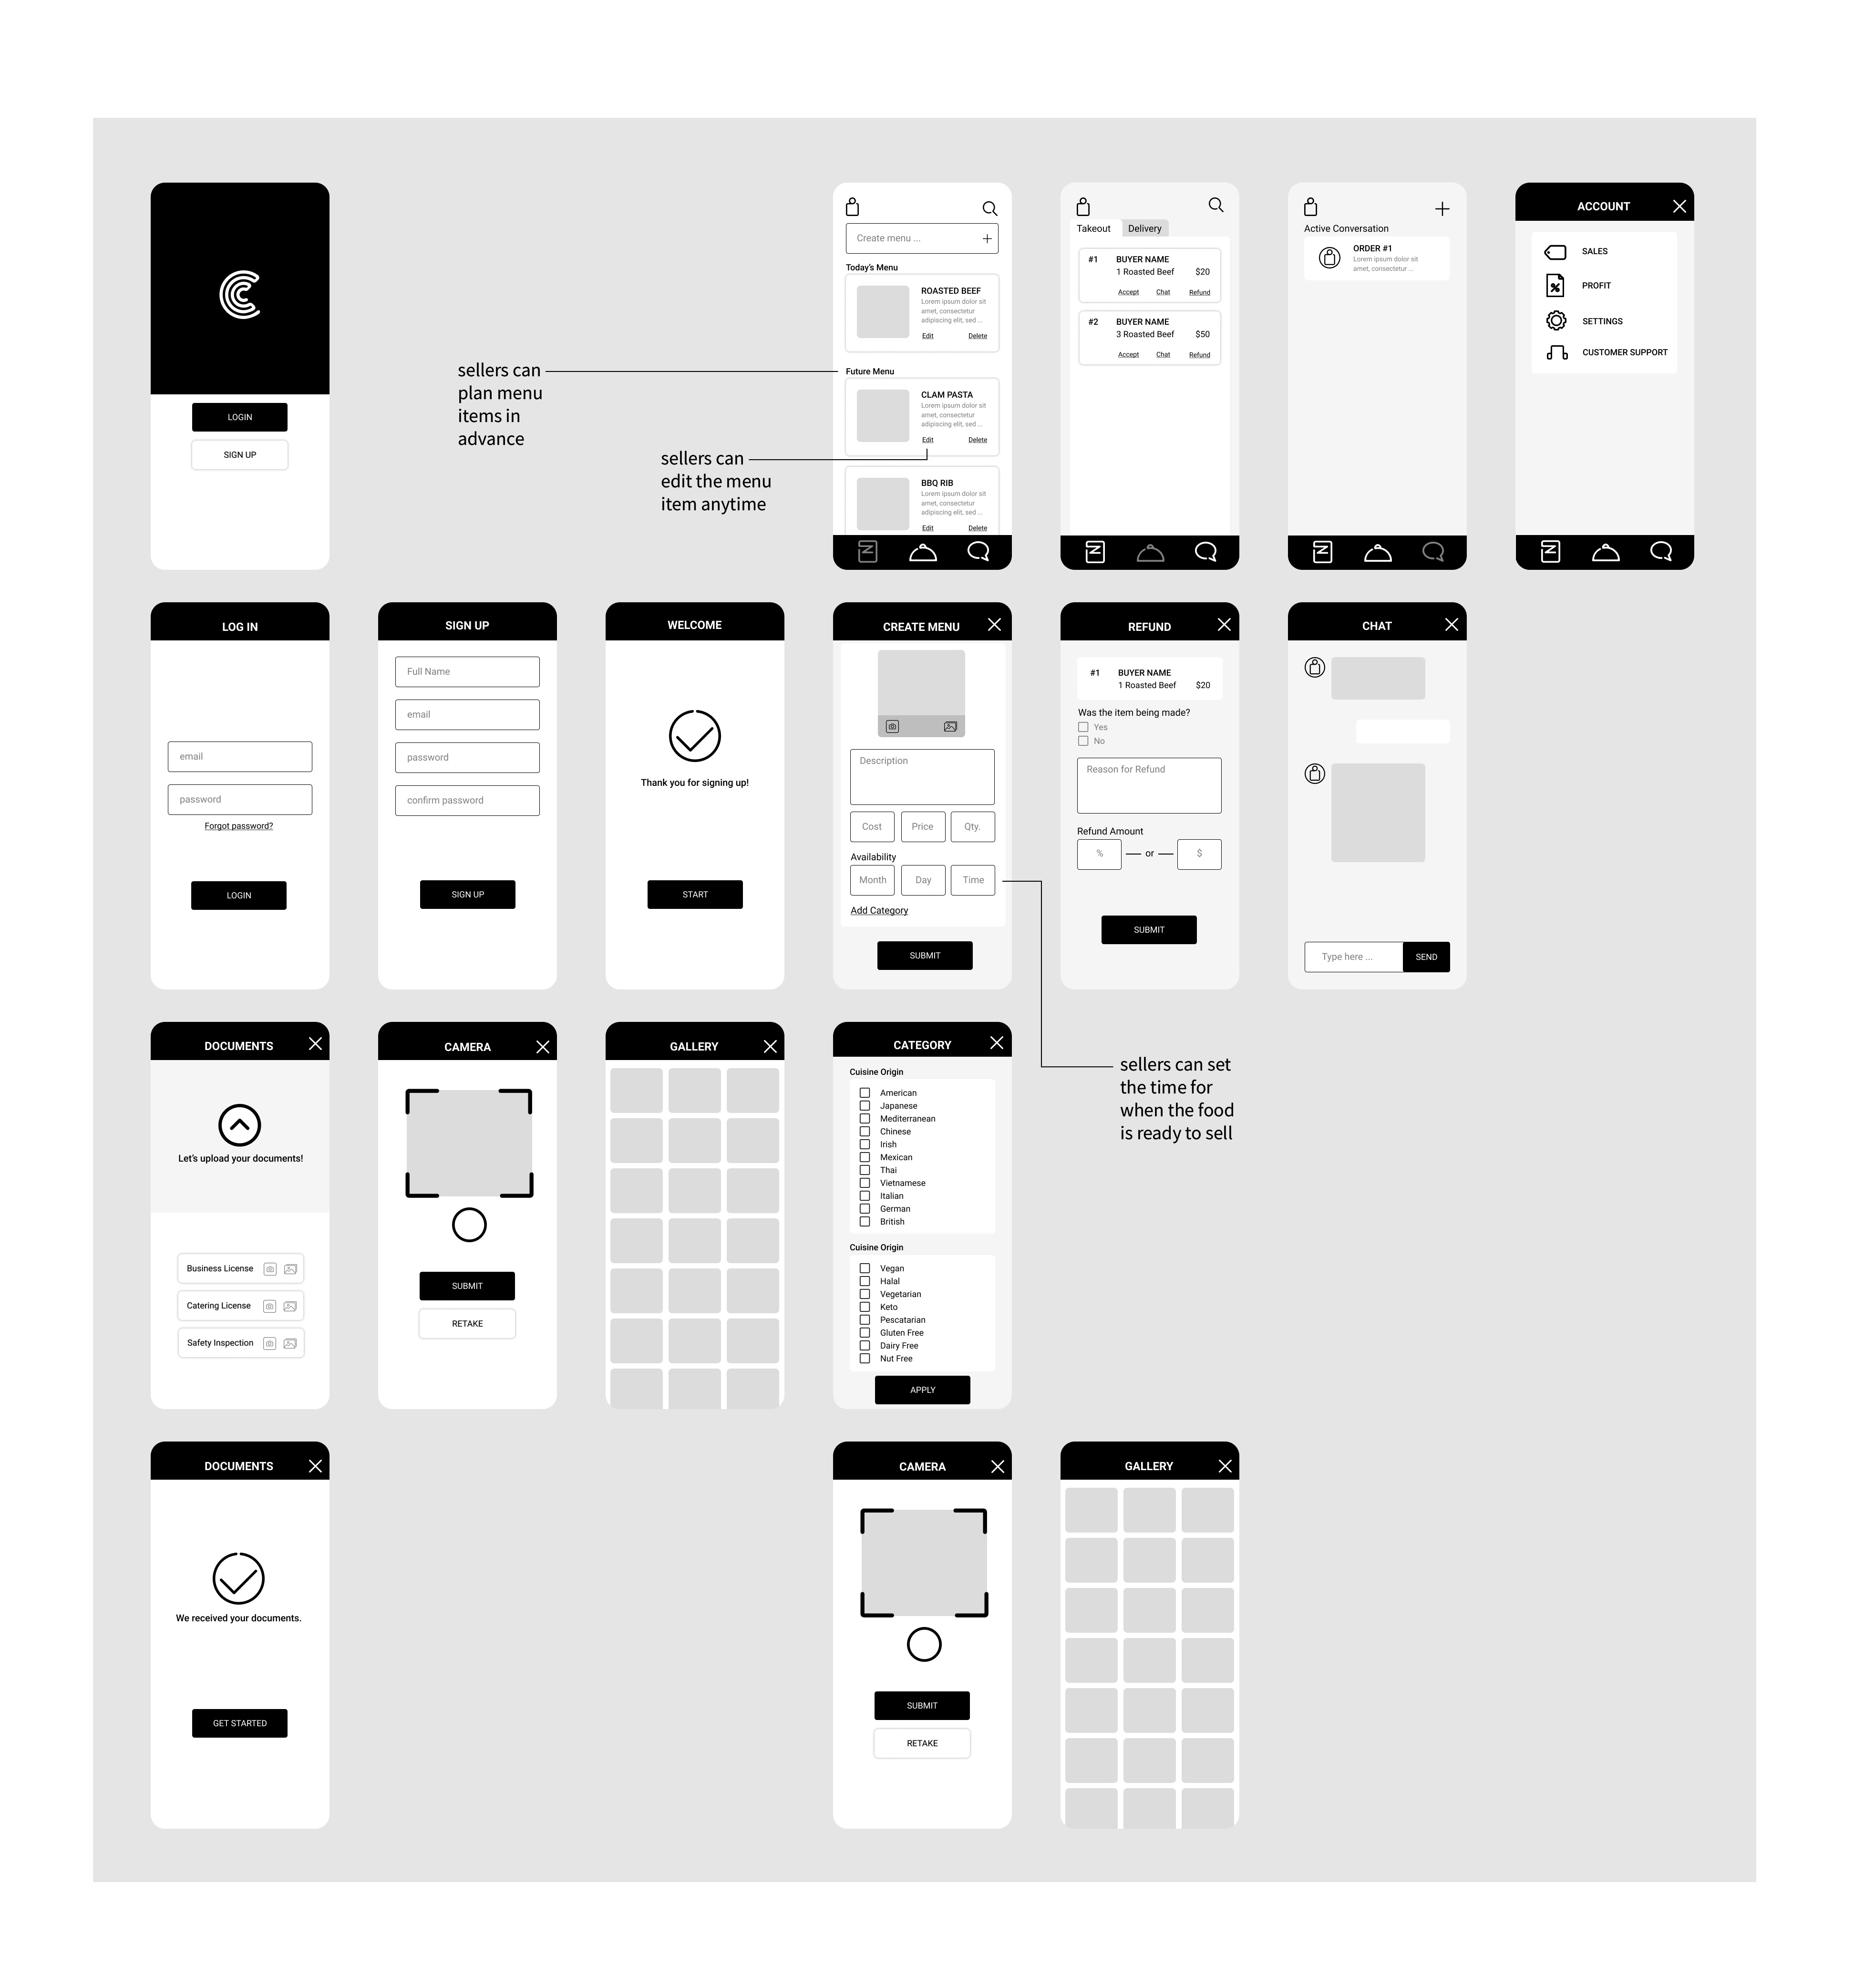 LOGIN
SIGN UP
sellers can
plan menu
items in
advance
sellers can
edit the menu
item anytime
Create menu ...
Today's Menu
ROASTED BEEF
Lorem ipsum dolor sit
amet, consectetur
adipiscing elit, sed ...
Edit Delete
Future Menu
CLAM PASTA
Lorem ipsum dolor sit
amet, consectetur
adipiscing elit, sed ...
Edit Delete
BBQ RIB
Lorem ipsum dolor sit
amet, consectetur
adipiscing elit, sed ...
Edit Delete
Takeout Delivery
#1 BUYER NAME
1 Roasted Beef $20
Accept Chat Refund
#2 BUYER NAME
3 Roasted Beef $50
Accept Chat Refund
Active Conversation
ORDER #1
Lorem ipsum dolor sit
amet, consectetur ...
ACCOUNT
SALES
PROFIT
SETTINGS
CUSTOMER SUPPORT
LOG IN
email
password
Forgot password?
LOGIN
SIGN UP
Full Name
email
password
confirm password
SIGN UP
WELCOME
Thank you for signing up!
START
CREATE MENU
Description
Cost Price Qty.
Availability
Month Day Time
Add Category
SUBMIT
REFUND
#1 BUYER NAME
1 Roasted Beef $20
Was the item being made?
Yes
No
Reason for Refund
Refund Amount
% or $
SUBMIT
CHAT
Type here ... SEND
DOCUMENTS
Let's upload your documents!
Business License
Catering License
Safety Inspection
CAMERA
SUBMIT
RETAKE
GALLERY
CATEGORY
Cuisine Origin
American
Japanese
Mediterranean
Chinese
Irish
Mexican
Thai
Vietnamese
Italian
German
British
Cuisine Origin
Vegan
Halal
Vegetarian
Keto
Pescatarian
Gluten Free
Dairy Free
Nut Free
APPLY
sellers can set
the time for
when the food
is ready to sell
DOCUMENTS
We received your documents.
GET STARTED
CAMERA
SUBMIT
RETAKE
GALLERY